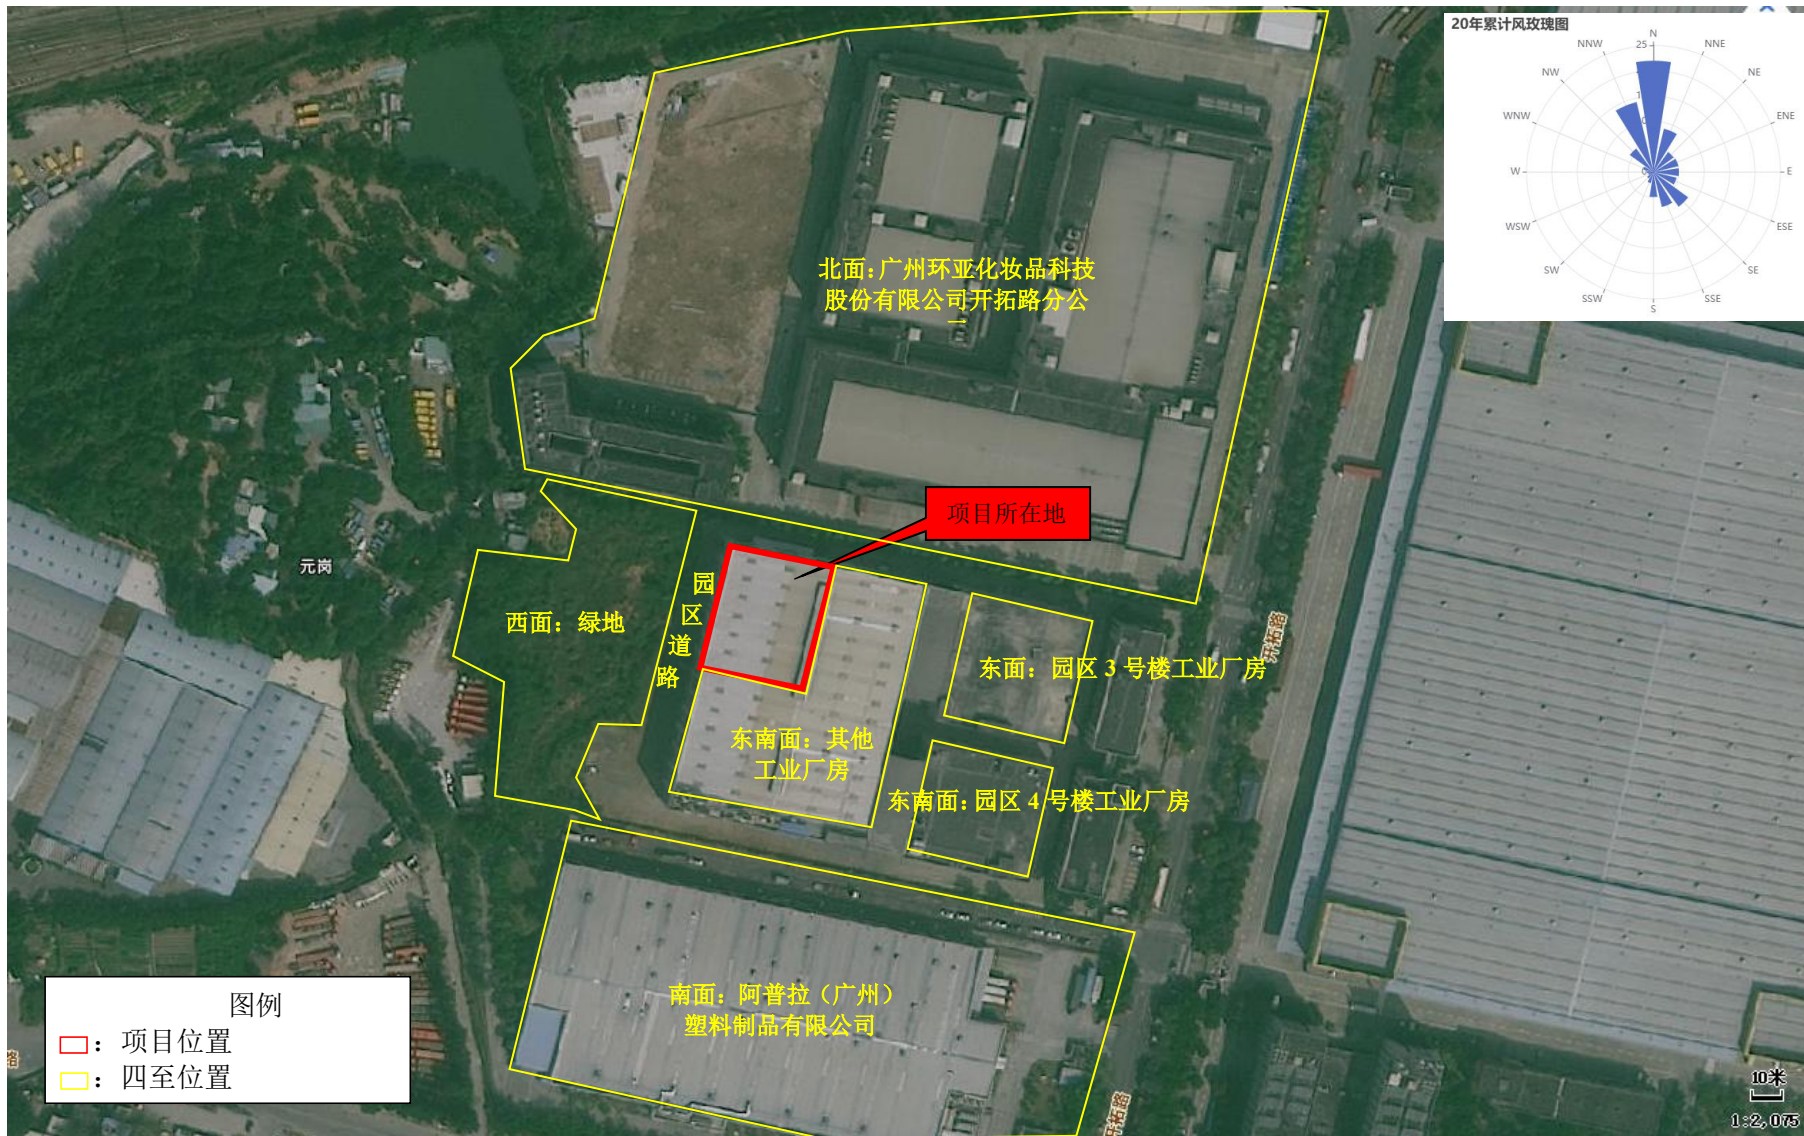 20年累计风玫瑰图
N
NNE
NE
ENE
E
ESE
SE
SSE
S
SSW
SW
WSW
W
WNW
NW
NNW
25
北面：广州环亚化妆品科技
股份有限公司开拓路分公
项目所在地
元岗
园
区
道
路
西面：绿地
开拓路
东面：园区 3 号楼工业厂房
东南面：其他
工业厂房
东南面：园区 4 号楼工业厂房
南面：阿普拉（广州）
塑料制品有限公司
图例
：项目位置
：四至位置
路
开拓路
10米
1:2,075